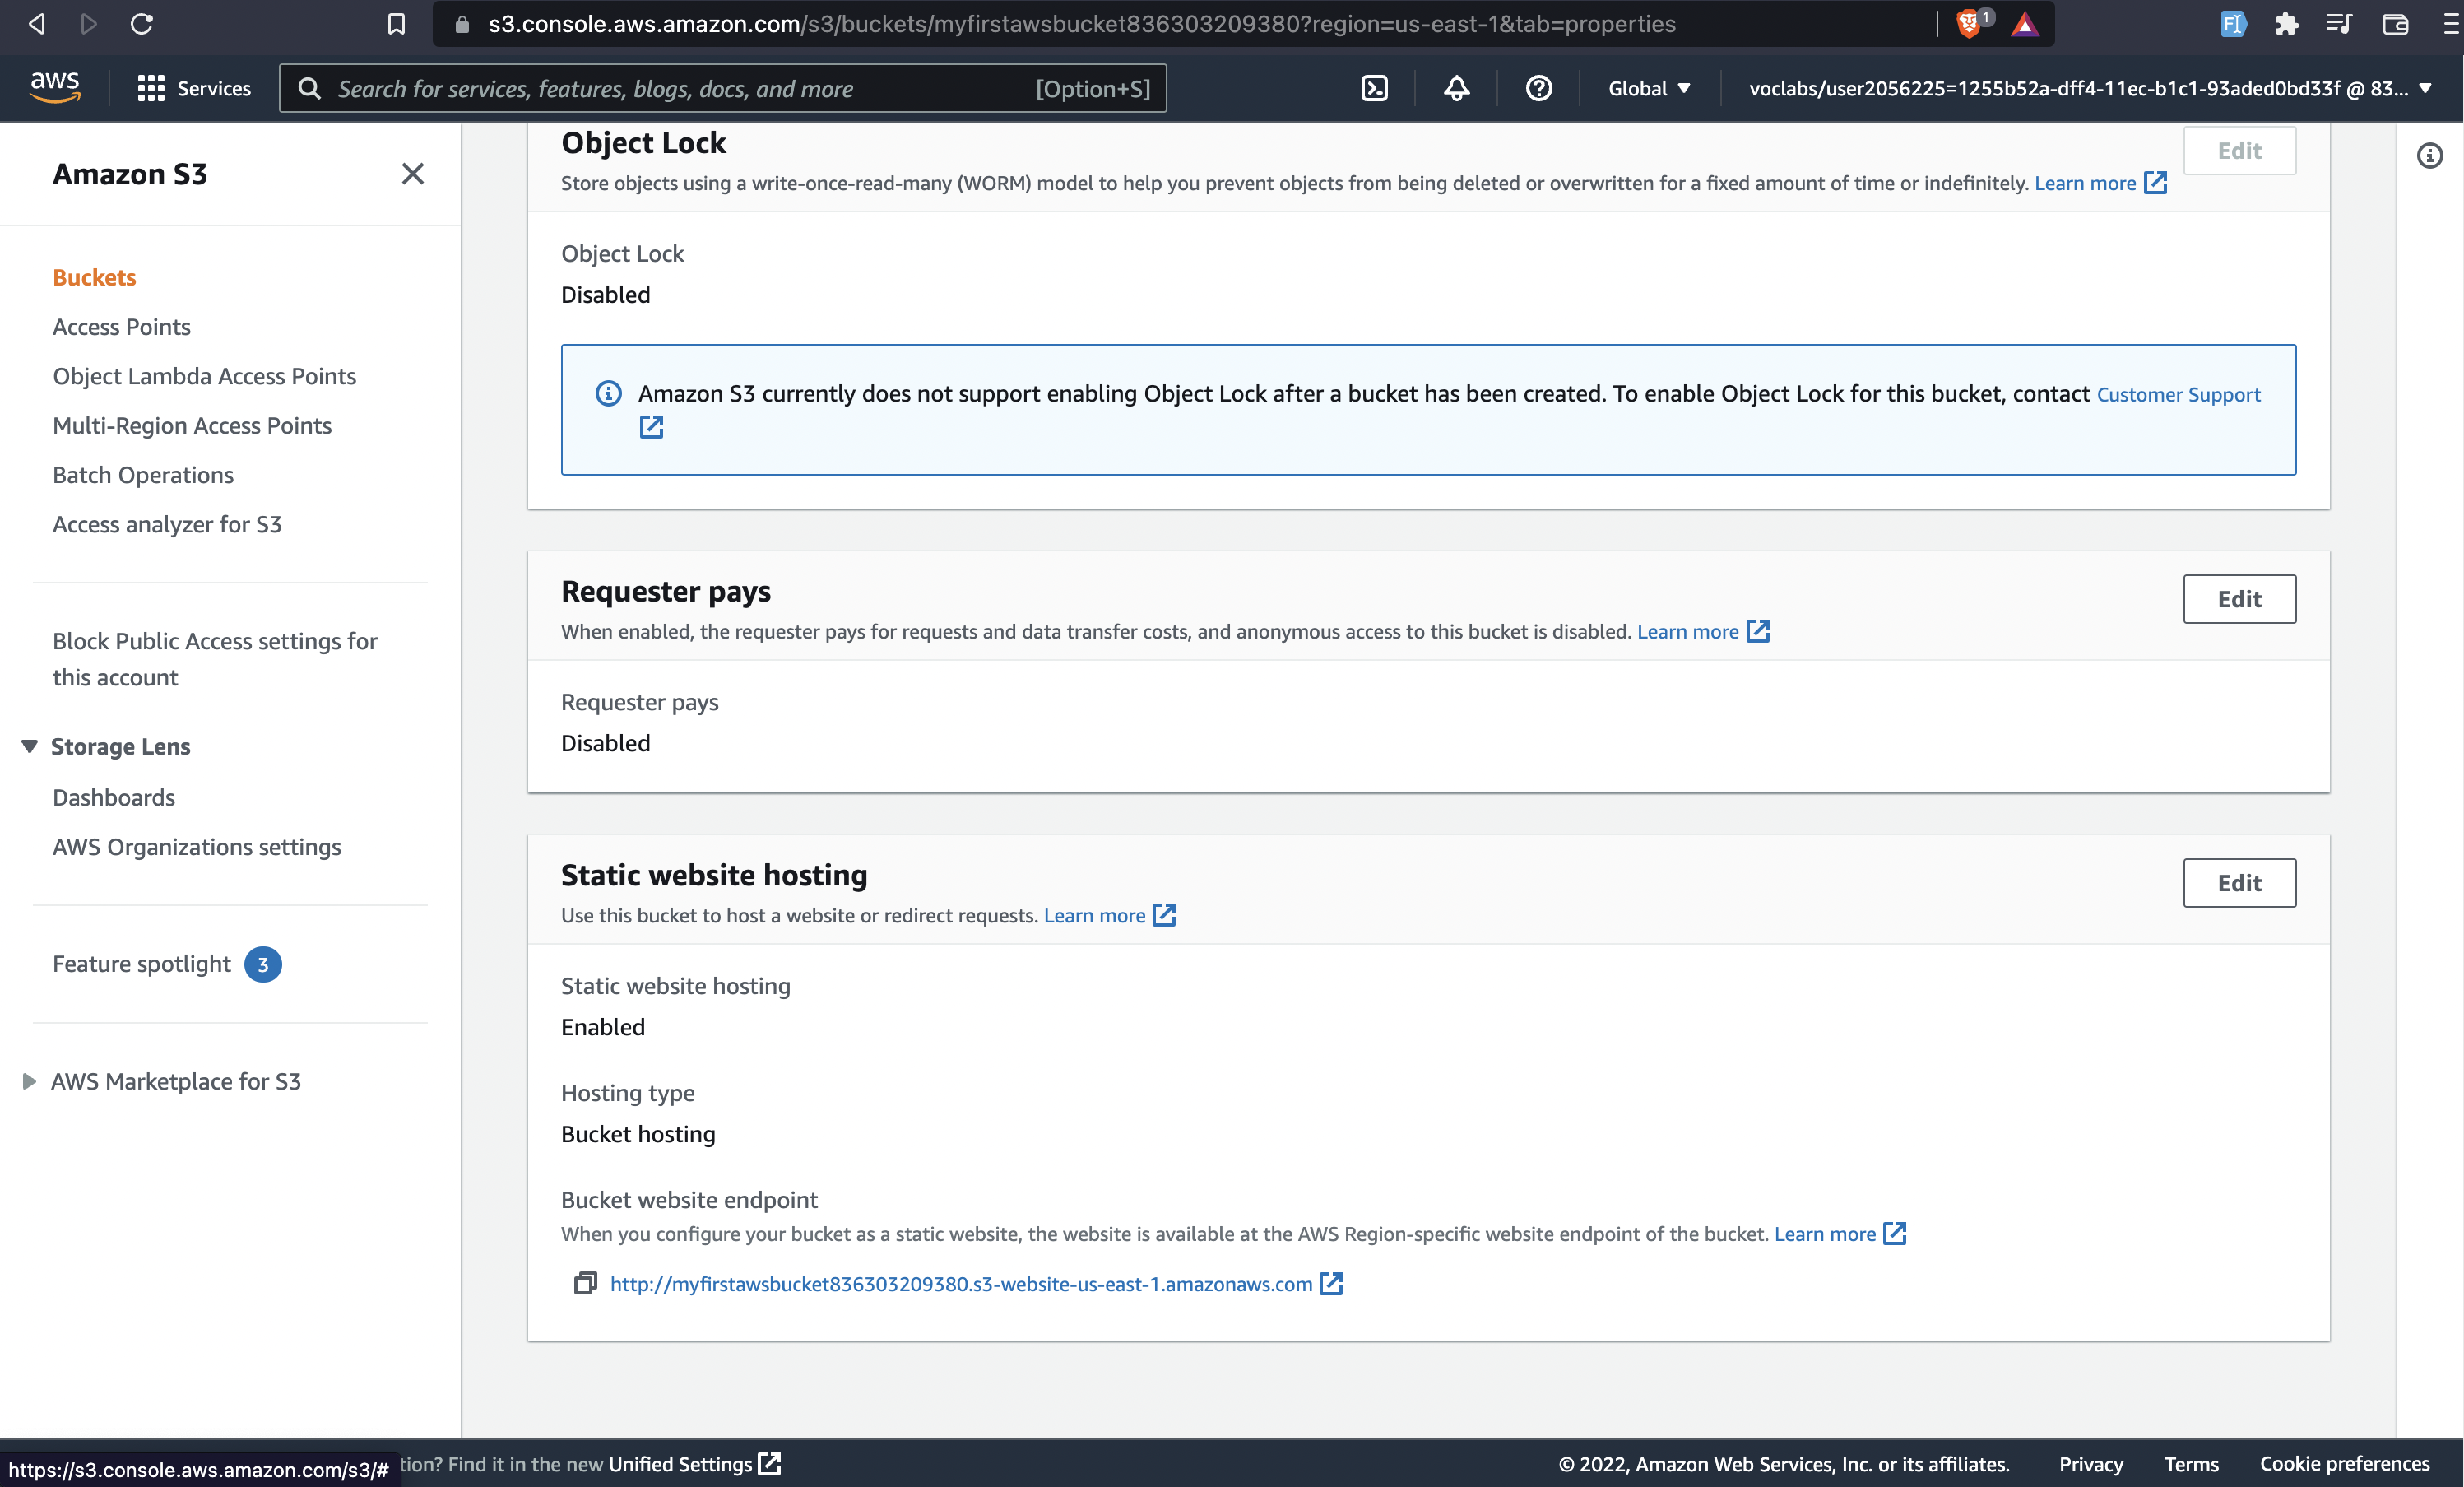 s3.console.aws.amazon.com/s3/buckets/myfirstawsbucket836303209380?region=us-east-1&tab=properties
1
FI
aws
Services
Search for services, features, blogs, docs, and more
[Option+S]
Global
voclabs/user2056225=1255b52a-dff4-11ec-b1c1-93aded0bd33f @ 83...
Amazon S3
Buckets
Access Points
Object Lambda Access Points
Multi-Region Access Points
Batch Operations
Access analyzer for S3
Block Public Access settings for
this account
Storage Lens
Dashboards
AWS Organizations settings
Feature spotlight 3
AWS Marketplace for S3
Object Lock
Edit
Store objects using a write-once-read-many (WORM) model to help you prevent objects from being deleted or overwritten for a fixed amount of time or indefinitely. Learn more
Object Lock
Disabled
Amazon S3 currently does not support enabling Object Lock after a bucket has been created. To enable Object Lock for this bucket, contact Customer Support
Requester pays
Edit
When enabled, the requester pays for requests and data transfer costs, and anonymous access to this bucket is disabled. Learn more
Requester pays
Disabled
Static website hosting
Edit
Use this bucket to host a website or redirect requests. Learn more
Static website hosting
Enabled
Hosting type
Bucket hosting
Bucket website endpoint
When you configure your bucket as a static website, the website is available at the AWS Region-specific website endpoint of the bucket. Learn more
http://myfirstawsbucket836303209380.s3-website-us-east-1.amazonaws.com
https://s3.console.aws.amazon.com/s3/#
tion? Find it in the new Unified Settings
© 2022, Amazon Web Services, Inc. or its affiliates.
Privacy
Terms
Cookie preferences